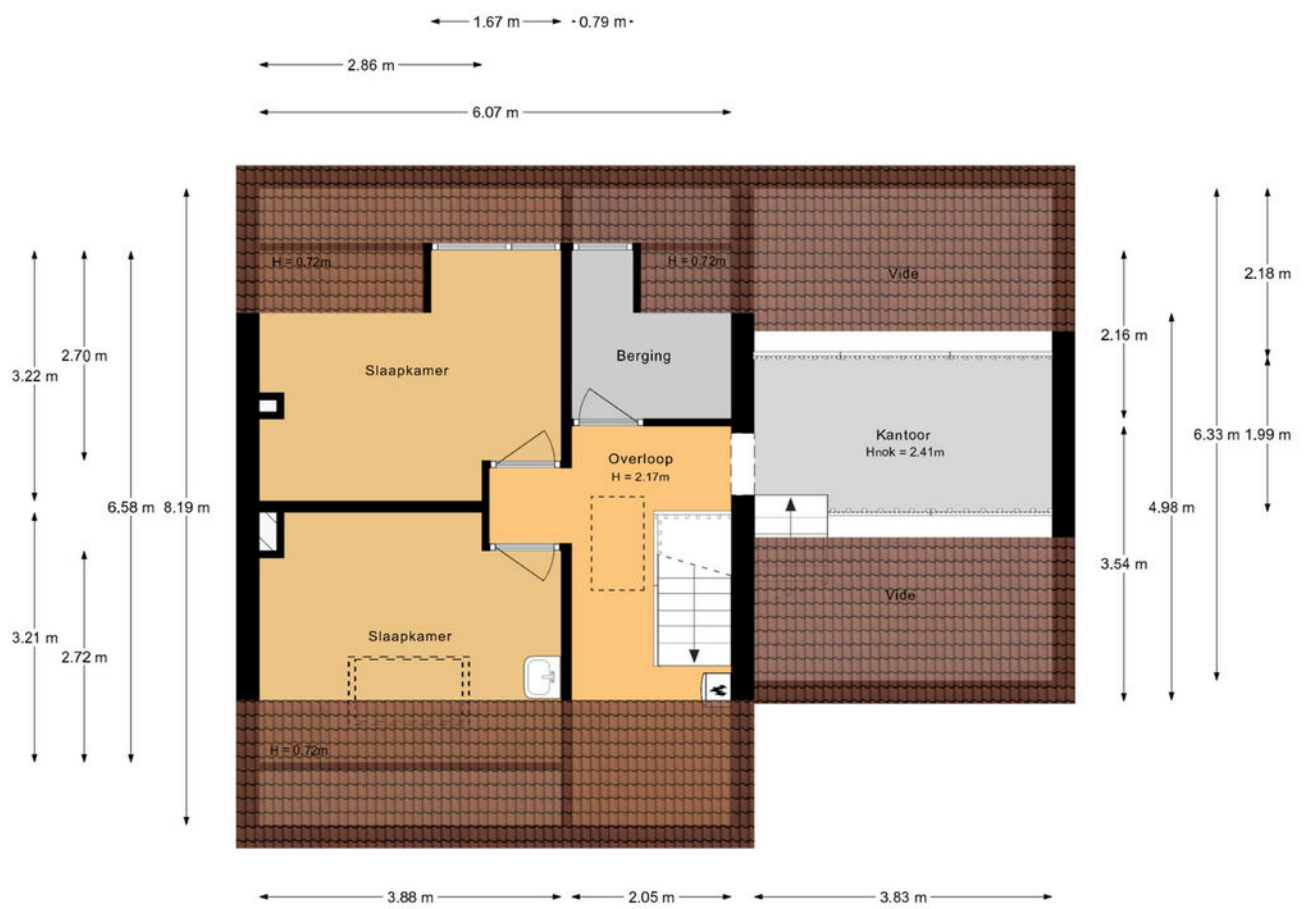 1.67 m
0.79 m
2.86 m
6.07 m
H = 0.72m
H = 0.72m
Vide
2.18 m
2.16 m
2.70 m
Berging
Slaapkamer
3.22 m
Kantoor
Hnok = 2.41m
6.33 m
1.99 m
Overloop
H = 2.17m
6.58 m
8.19 m
4.98 m
3.54 m
Vide
3.21 m
Slaapkamer
2.72 m
H = 0.72m
3.88 m
2.05 m
3.83 m